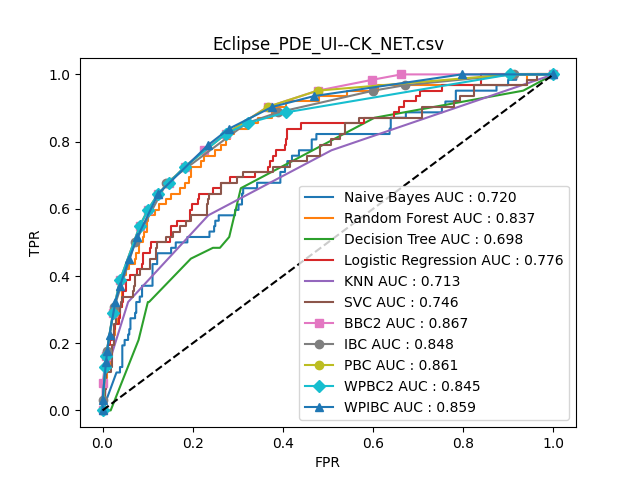 Eclipse_PDE_UI--CK_NET.csv
1.0
0.8
0.6
0.4
0.2
0.0
TPR
Naive Bayes AUC : 0.720
Random Forest AUC : 0.837
Decision Tree AUC : 0.698
Logistic Regression AUC : 0.776
KNN AUC : 0.713
SVC AUC : 0.746
BBC2 AUC : 0.867
IBC AUC : 0.848
PBC AUC : 0.861
WPBC2 AUC : 0.845
WPIBC AUC : 0.859
0.0 0.2 0.4 0.6 0.8 1.0
FPR